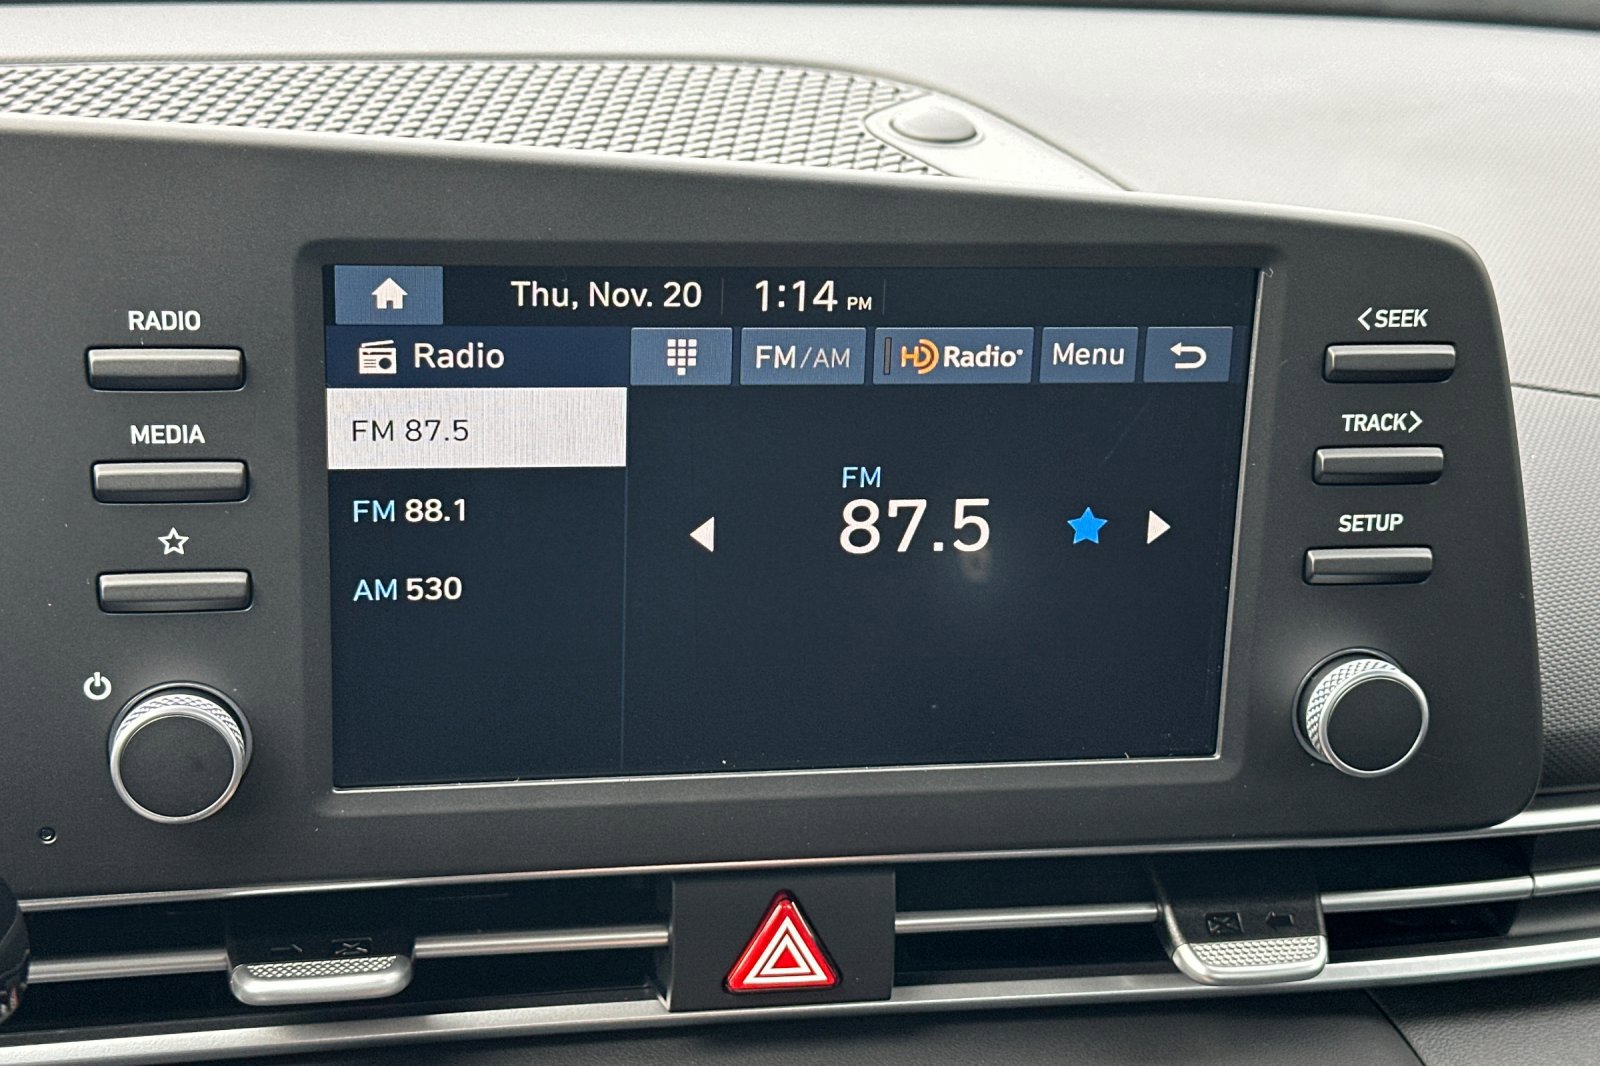 RADIO
MEDIA
Thu, Nov. 20 1:14 PM
Radio FM/AM HD Radio Menu
FM 87.5
FM 88.1
AM 530
FM
87.5
<SEEK
TRACK>
SETUP